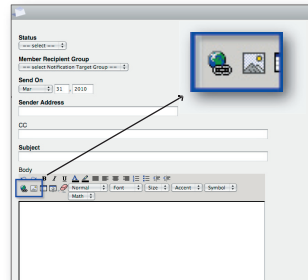 Status
== select ==
Member Recipient Group
== select Notification Target Group ==
Send On
Mar 31 , 2010
Sender Address
CC
Subject
Body
B I U A
Normal Font Size Accent Symbol
Math